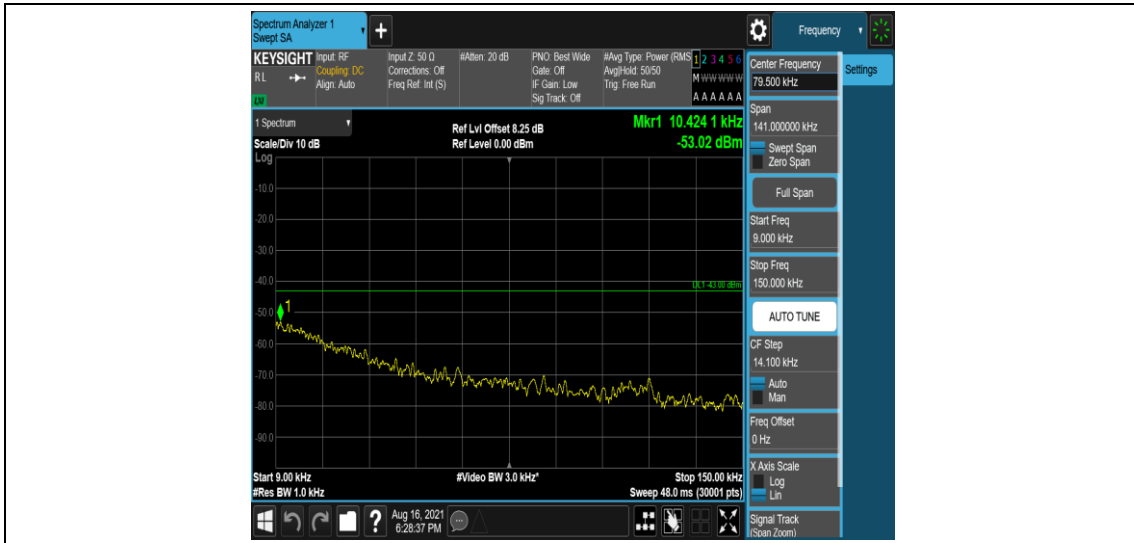 Spectrum Analyzer 1
Swept SA
+
Frequency
KEYSIGHT
RL
LXI
Input: RF
Coupling: DC
Align: Auto
Input Z: 50 Ω
Corrections: Off
Freq Ref: Int (S)
#Atten: 20 dB
PNO: Best Wide
Gate: Off
IF Gain: Low
Sig Track: Off
#Avg Type: Power (RMS
Avg|Hold: 50/50
Trig: Free Run
1 2 3 4 5 6
M W W W W W
A A A A A A
1 Spectrum
Scale/Div 10 dB
Log
Ref Lvl Offset 8.25 dB
Ref Level 0.00 dBm
Mkr1 10.424 1 kHz
-53.02 dBm
-10.0
-20.0
-30.0
-40.0
DL1 -43.00 dBm
-50.0
1
-60.0
-70.0
-80.0
-90.0
Start 9.00 kHz
#Video BW 3.0 kHz*
Stop 150.00 kHz
#Res BW 1.0 kHz
Sweep 48.0 ms (30001 pts)
?
Aug 16, 2021
6:28:37 PM
Center Frequency
79.500 kHz
Settings
Span
141.000000 kHz
Swept Span
Zero Span
Full Span
Start Freq
9.000 kHz
Stop Freq
150.000 kHz
AUTO TUNE
CF Step
14.100 kHz
Auto
Man
Freq Offset
0 Hz
X Axis Scale
Log
Lin
Signal Track
(Span Zoom)